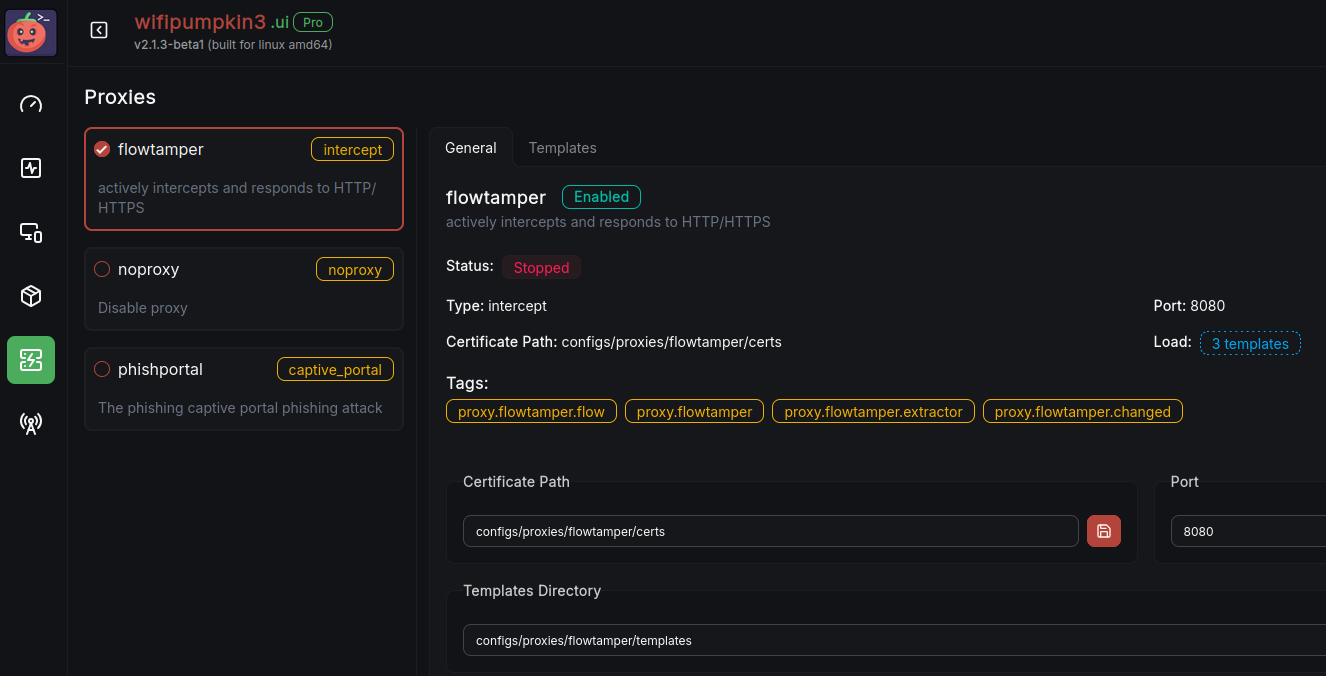 wifipumpkin3 .ui Pro
v2.1.3-beta1 (built for linux amd64)
Proxies
flowtamper intercept
actively intercepts and responds to HTTP/
HTTPS
noproxy noproxy
Disable proxy
phishportal captive_portal
The phishing captive portal phishing attack
General Templates
flowtamper Enabled
actively intercepts and responds to HTTP/HTTPS
Status: Stopped
Type: intercept Port: 8080
Certificate Path: configs/proxies/flowtamper/certs Load: 3 templates
Tags:
proxy.flowtamper.flow proxy.flowtamper proxy.flowtamper.extractor proxy.flowtamper.changed
Certificate Path Port
configs/proxies/flowtamper/certs 8080
Templates Directory
configs/proxies/flowtamper/templates